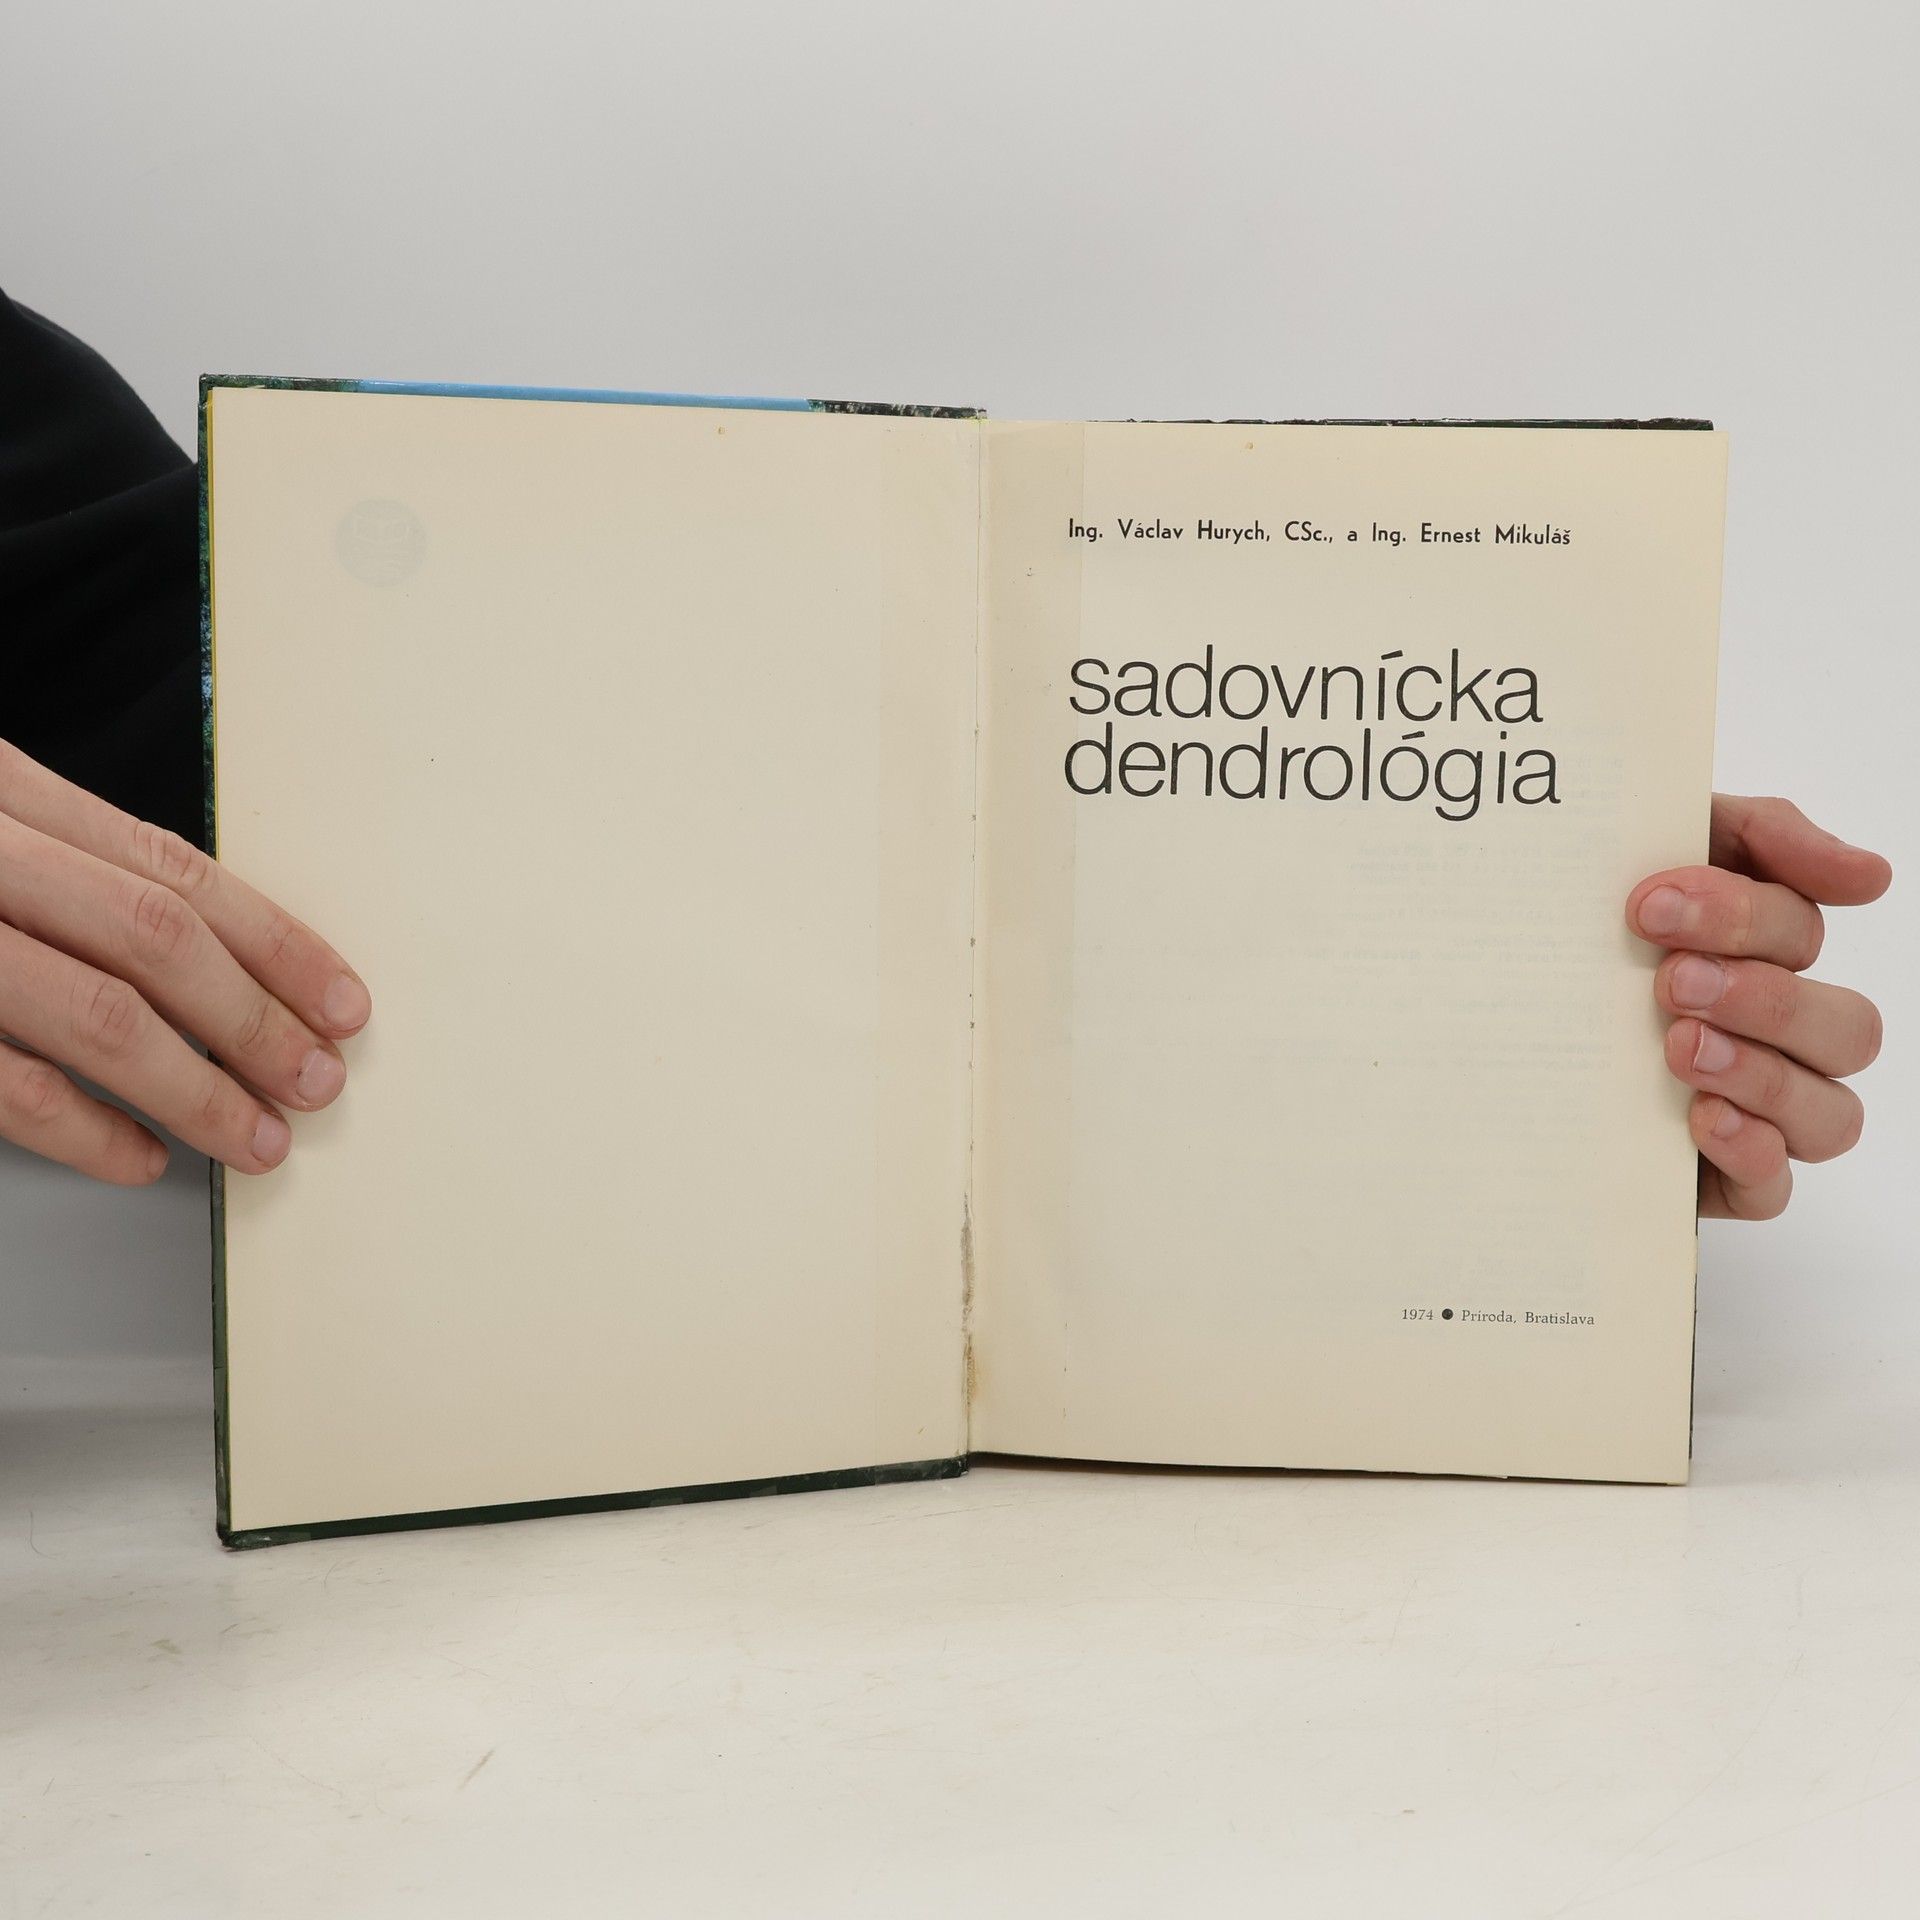 Ing. Václav Hurych, CSc., a Ing. Ernest Mikuláš
sadovnícka
dendrológia
1974 ● Príroda, Bratislava